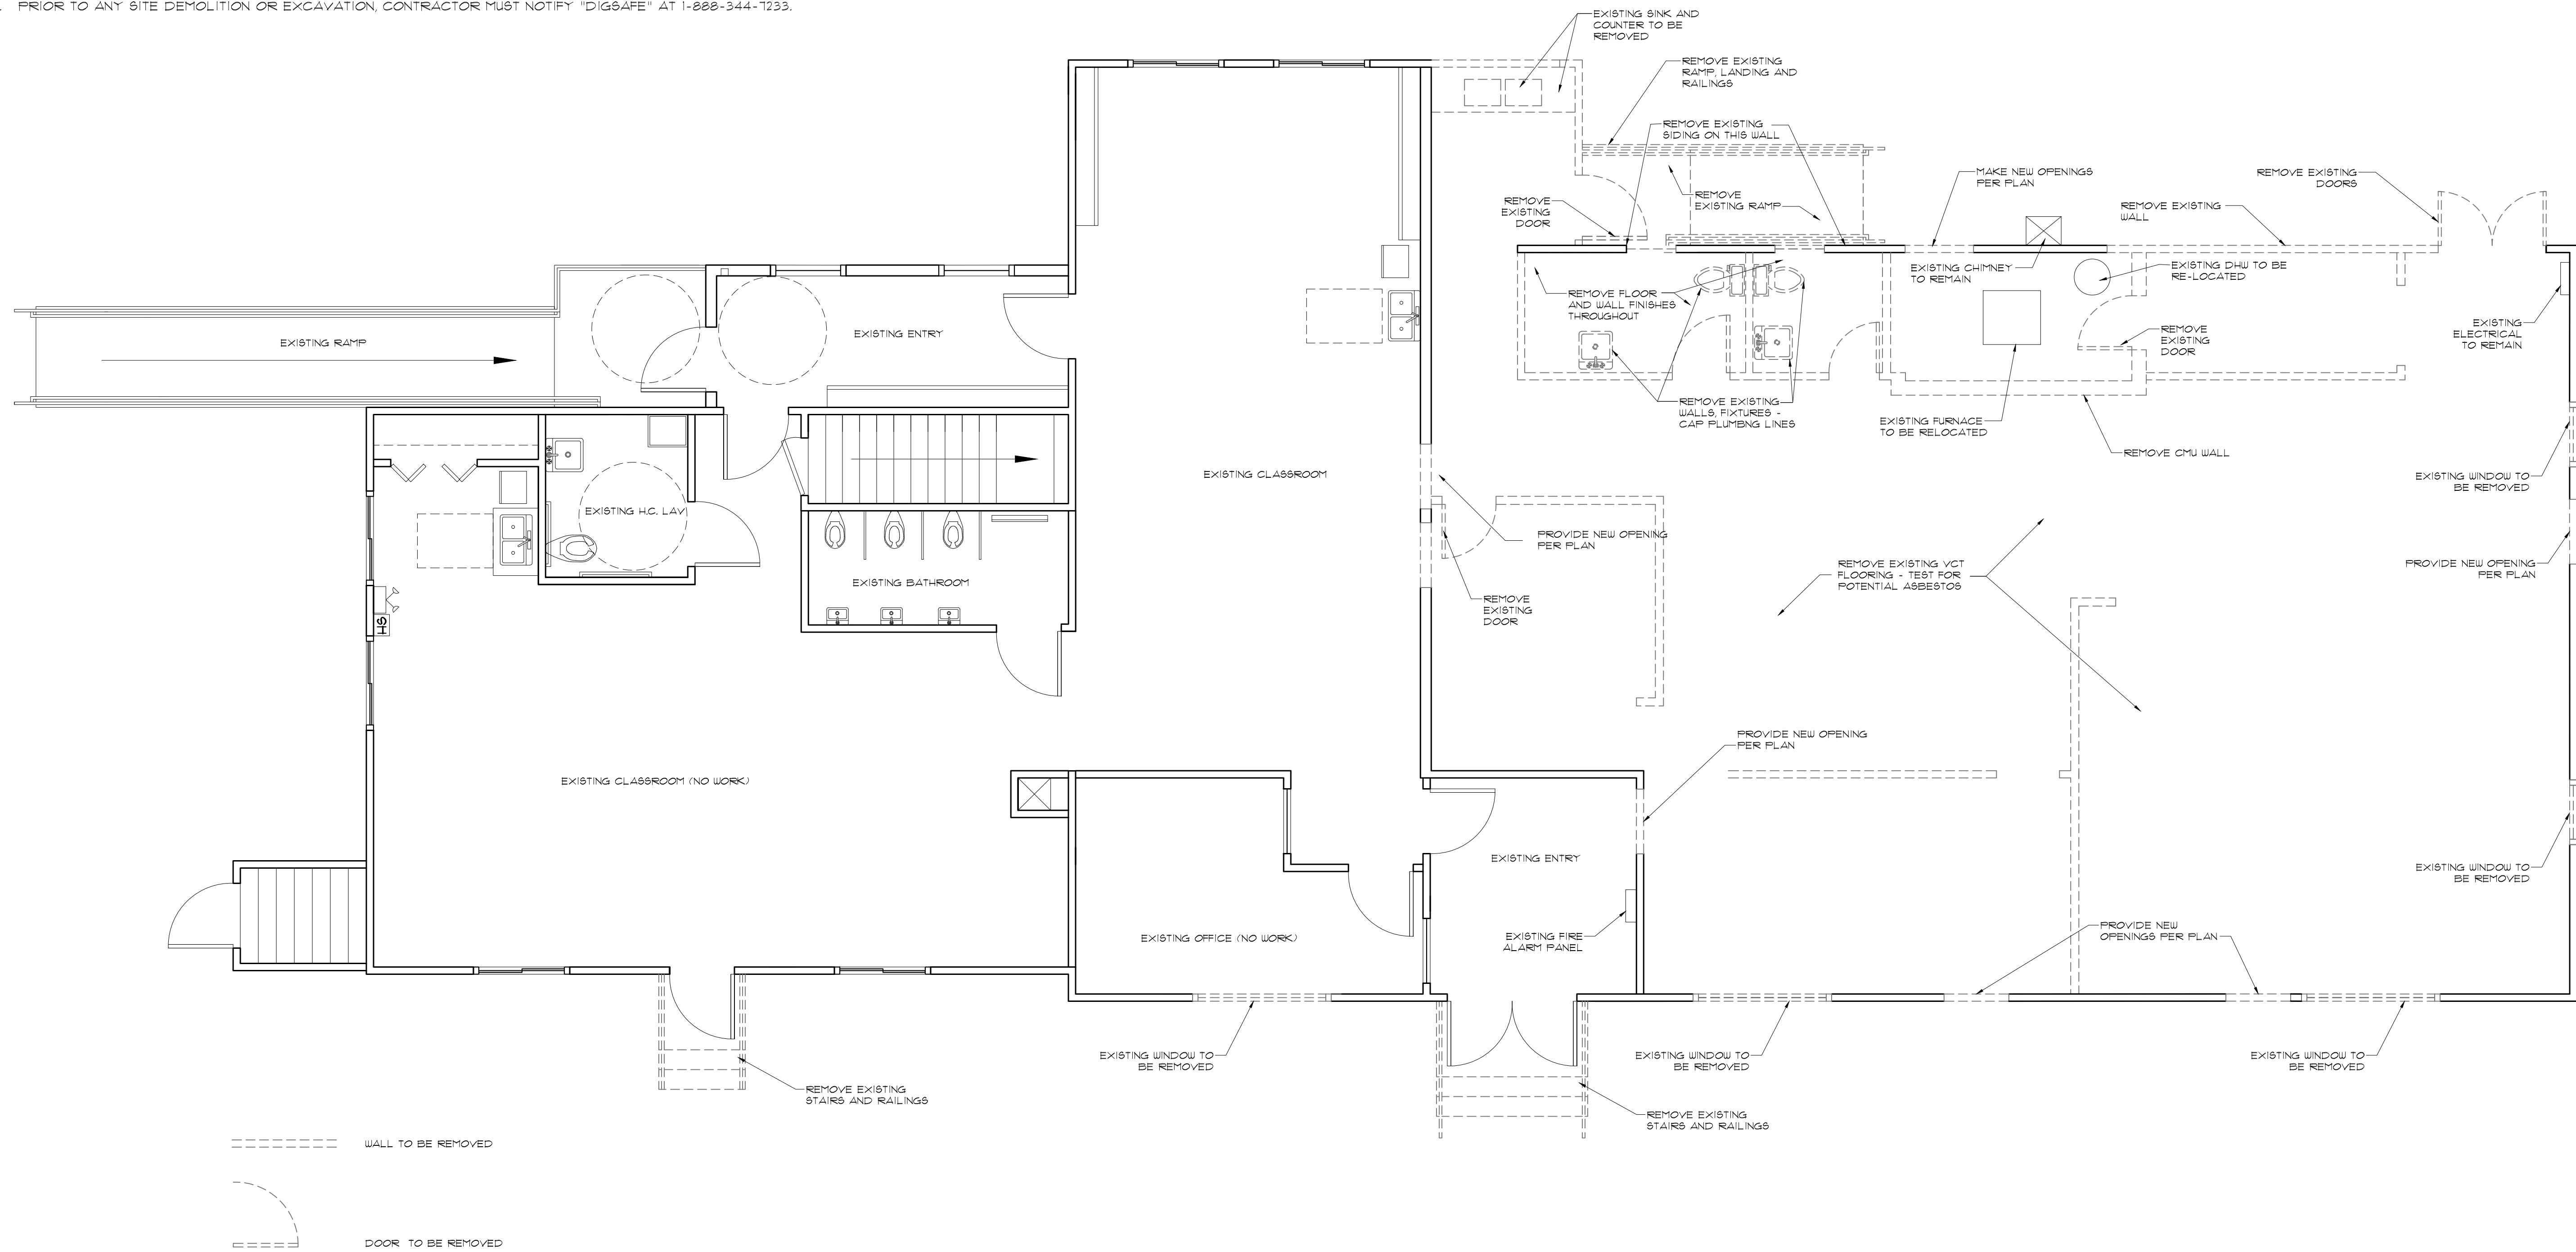 . PRIOR TO ANY SITE DEMOLITION OR EXCAVATION, CONTRACTOR MUST NOTIFY "DIGSAFE" AT 1-888-344-7233.
EXISTING SINK AND
COUNTER TO BE
REMOVED
REMOVE EXISTING
RAMP, LANDING AND
RAILINGS
REMOVE EXISTING
SIDING ON THIS WALL
MAKE NEW OPENINGS
PER PLAN
REMOVE EXISTING
DOORS
REMOVE
EXISTING
DOOR
REMOVE
EXISTING RAMP
REMOVE EXISTING
WALL
EXISTING CHIMNEY
TO REMAIN
EXISTING DHW TO BE
RE-LOCATED
REMOVE FLOOR
AND WALL FINISHES
THROUGHOUT
EXISTING
ELECTRICAL
TO REMAIN
REMOVE
EXISTING
DOOR
EXISTING RAMP
EXISTING ENTRY
REMOVE EXISTING
WALLS, FIXTURES -
CAP PLUMBNG LINES
EXISTING FURNACE
TO BE RELOCATED
REMOVE CMU WALL
EXISTING WINDOW TO
BE REMOVED
EXISTING CLASSROOM
EXISTING H.C. LAV
PROVIDE NEW OPENING
PER PLAN
REMOVE EXISTING VCT
FLOORING - TEST FOR
POTENTIAL ASBESTOS
PROVIDE NEW OPENING
PER PLAN
EXISTING BATHROOM
HS
REMOVE
EXISTING
DOOR
PROVIDE NEW OPENING
PER PLAN
EXISTING CLASSROOM (NO WORK)
EXISTING ENTRY
EXISTING WINDOW TO
BE REMOVED
EXISTING OFFICE (NO WORK)
EXISTING FIRE
ALARM PANEL
PROVIDE NEW
OPENINGS PER PLAN
EXISTING WINDOW TO
BE REMOVED
EXISTING WINDOW TO
BE REMOVED
EXISTING WINDOW TO
BE REMOVED
REMOVE EXISTING
STAIRS AND RAILINGS
REMOVE EXISTING
STAIRS AND RAILINGS
WALL TO BE REMOVED
DOOR TO BE REMOVED